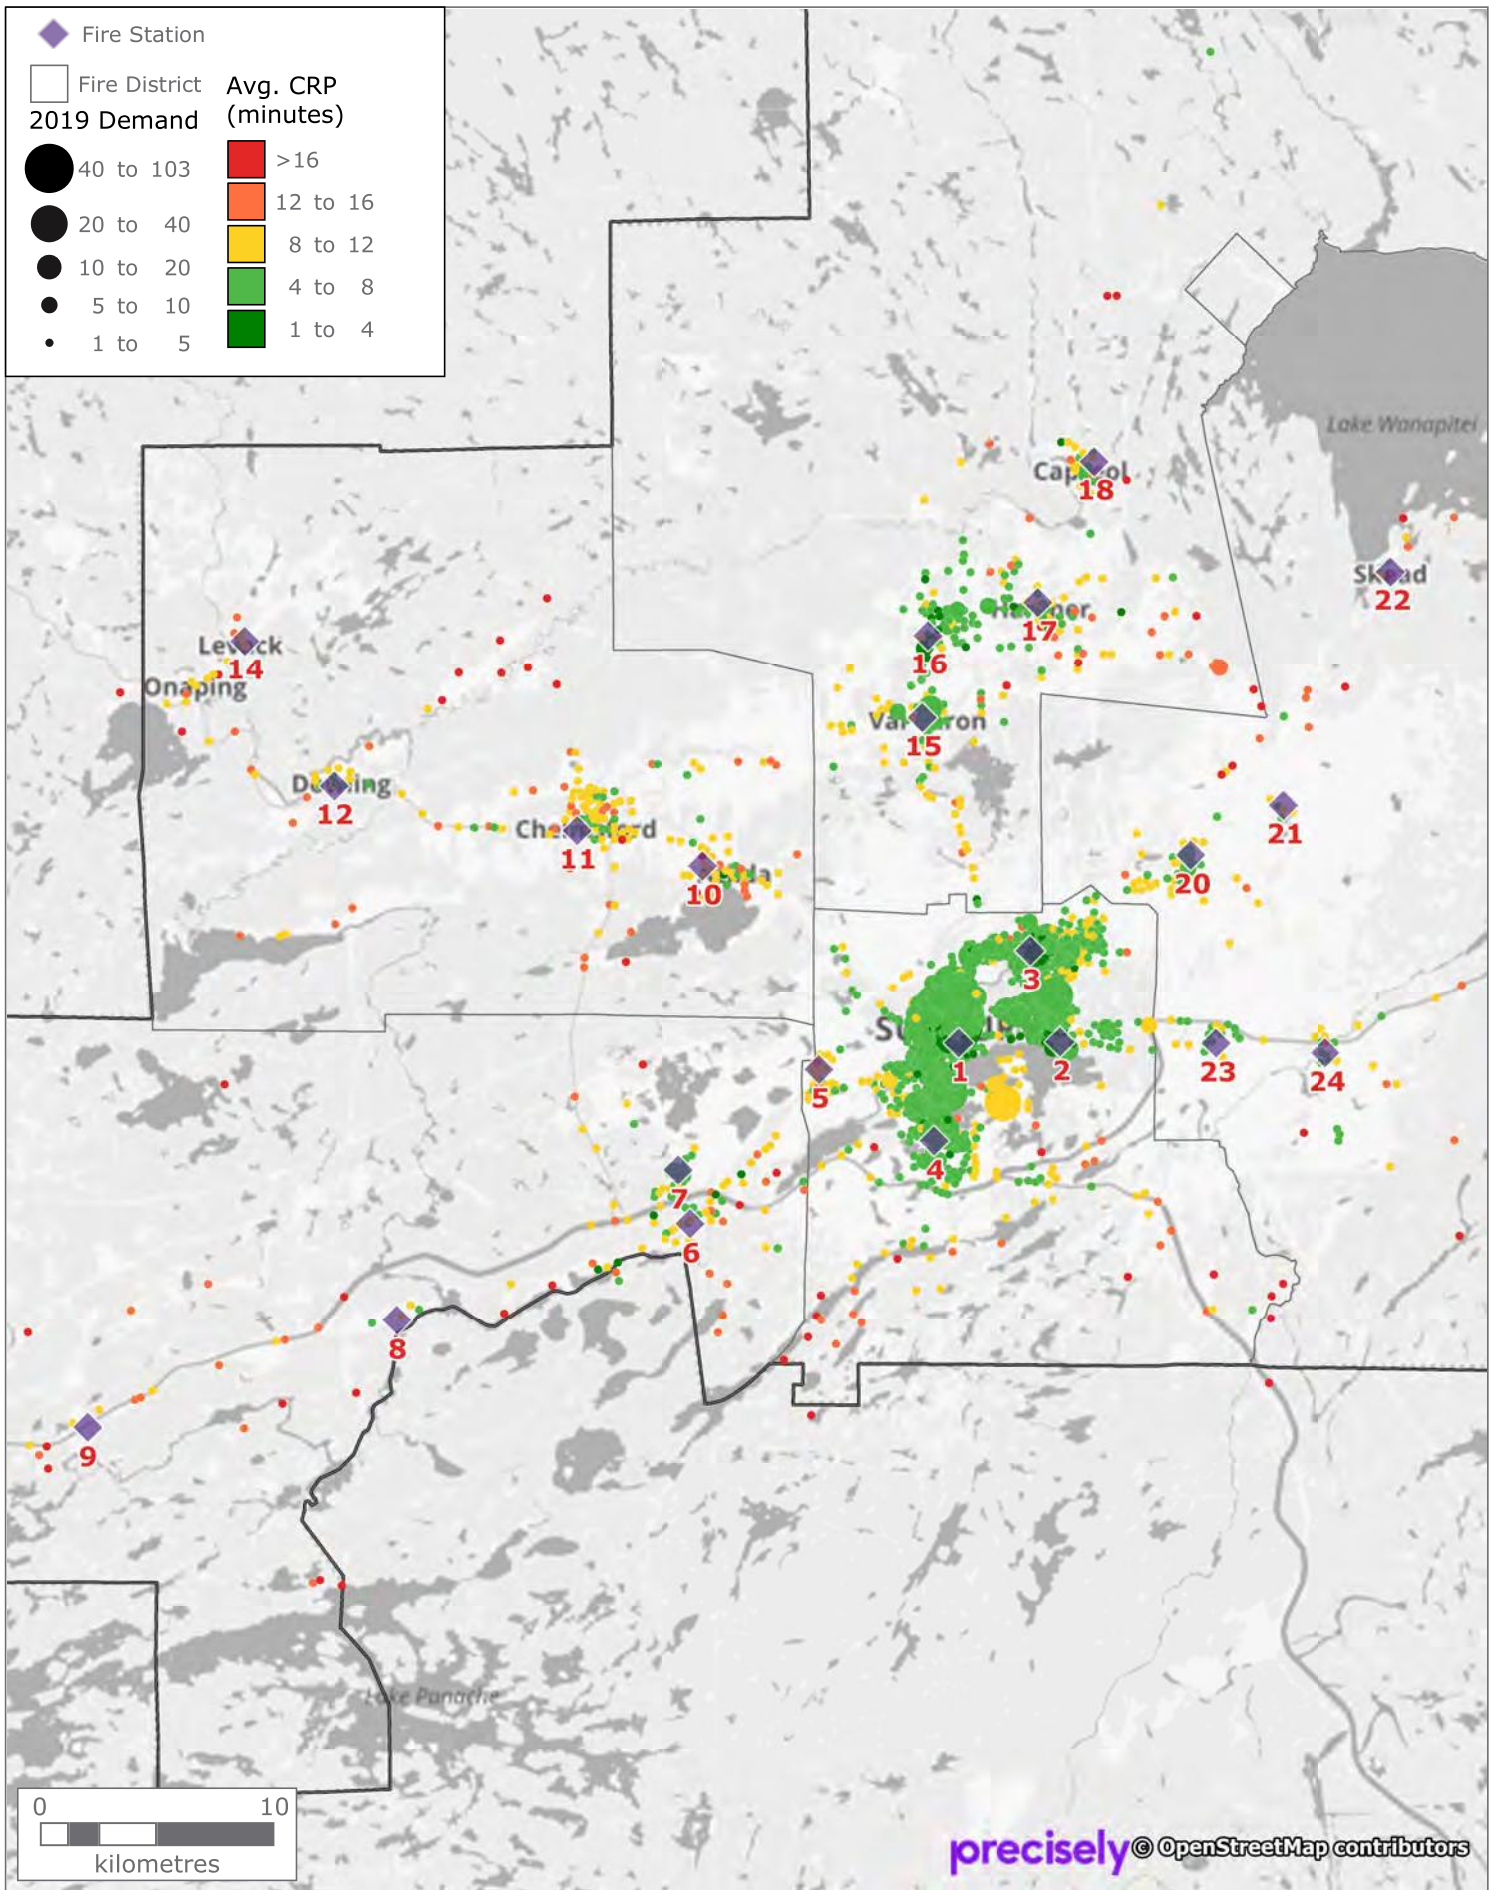 Fire Station
Fire District
2019 Demand
40 to 103
20 to 40
10 to 20
5 to 10
1 to 5
Avg. CRP
(minutes)
>16
12 to 16
8 to 12
4 to 8
1 to 4
Lake Wanapitei
18
22
17
16
14
Onaping
15
12
21
11
20
10
3
1
2
23
24
5
4
7
6
8
9
0 10
kilometres
precisely © OpenStreetMap contributors